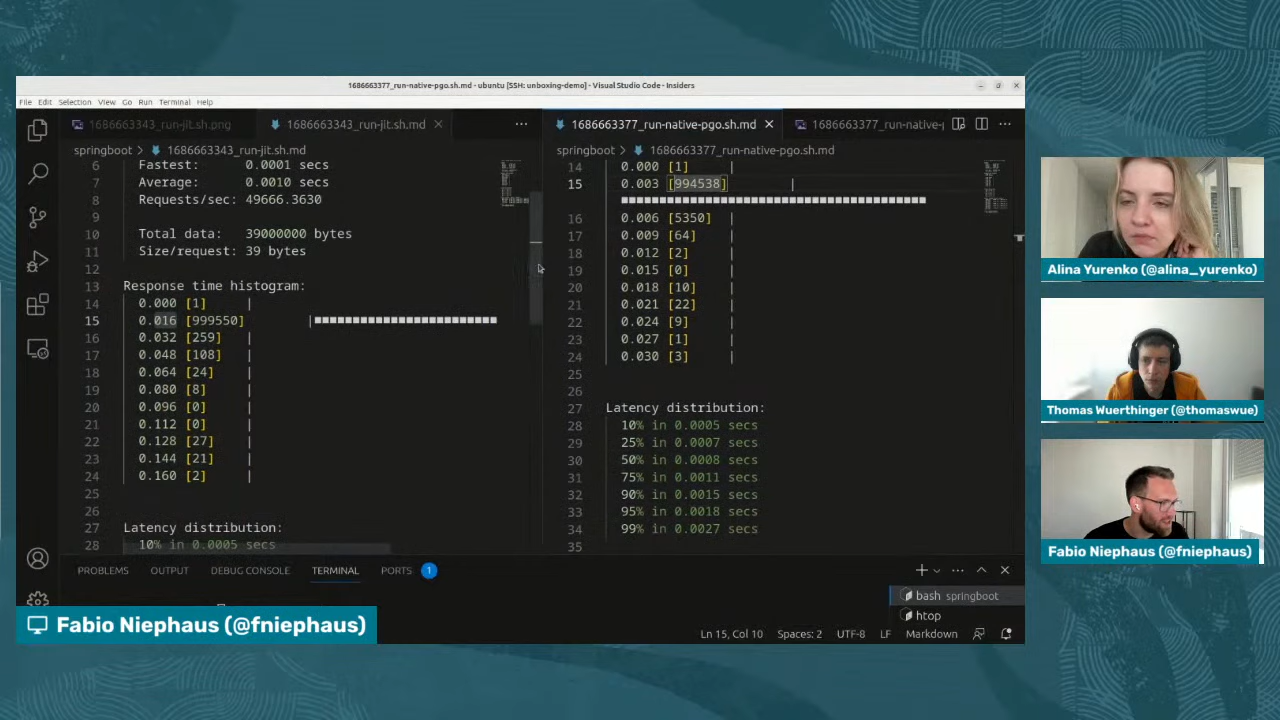 1686663377_run-native-pgo.sh.md - ubuntu [SSH: unboxing-demo] - Visual Studio Code - Insiders
File Edit Selection View Go Run Terminal Help
1686663343_run-jit.sh.png
1686663343_run-jit.sh.md
springboot > 1686663343_run-jit.sh.md
6 Fastest: 0.0001 secs
7 Average: 0.0010 secs
8 Requests/sec: 49666.3630
9
10 Total data: 39000000 bytes
11 Size/request: 39 bytes
12
13 Response time histogram:
14 0.000 [1] |
15 0.016 [999550] |■■■■■■■■■■■■■■■■■■■■■■■■
16 0.032 [259] |
17 0.048 [108] |
18 0.064 [24] |
19 0.080 [8] |
20 0.096 [0] |
21 0.112 [0] |
22 0.128 [27] |
23 0.144 [21] |
24 0.160 [2] |
25
26
27 Latency distribution:
28 10% in 0.0005 secs
1686663377_run-native-pgo.sh.md
1686663377_run-native-
springboot > 1686663377_run-native-pgo.sh.md
14 0.000 [1] |
15 0.003 [994538] |
■■■■■■■■■■■■■■■■■■■■■■■■■■■■■■■■■■■■■■■■
16 0.006 [5350] |
17 0.009 [64] |
18 0.012 [2] |
19 0.015 [0] |
20 0.018 [10] |
21 0.021 [22] |
22 0.024 [9] |
23 0.027 [1] |
24 0.030 [3] |
25
26
27 Latency distribution:
28 10% in 0.0005 secs
29 25% in 0.0007 secs
30 50% in 0.0008 secs
31 75% in 0.0011 secs
32 90% in 0.0015 secs
33 95% in 0.0018 secs
34 99% in 0.0027 secs
35
PROBLEMS OUTPUT DEBUG CONSOLE TERMINAL PORTS 1
bash springboot
htop
Ln 15, Col 10 Spaces: 2 UTF-8 LF Markdown
Fabio Niephaus (@fniephaus)
Alina Yurenko (@alina_yurenko)
Thomas Wuerthinger (@thomaswue)
Fabio Niephaus (@fniephaus)